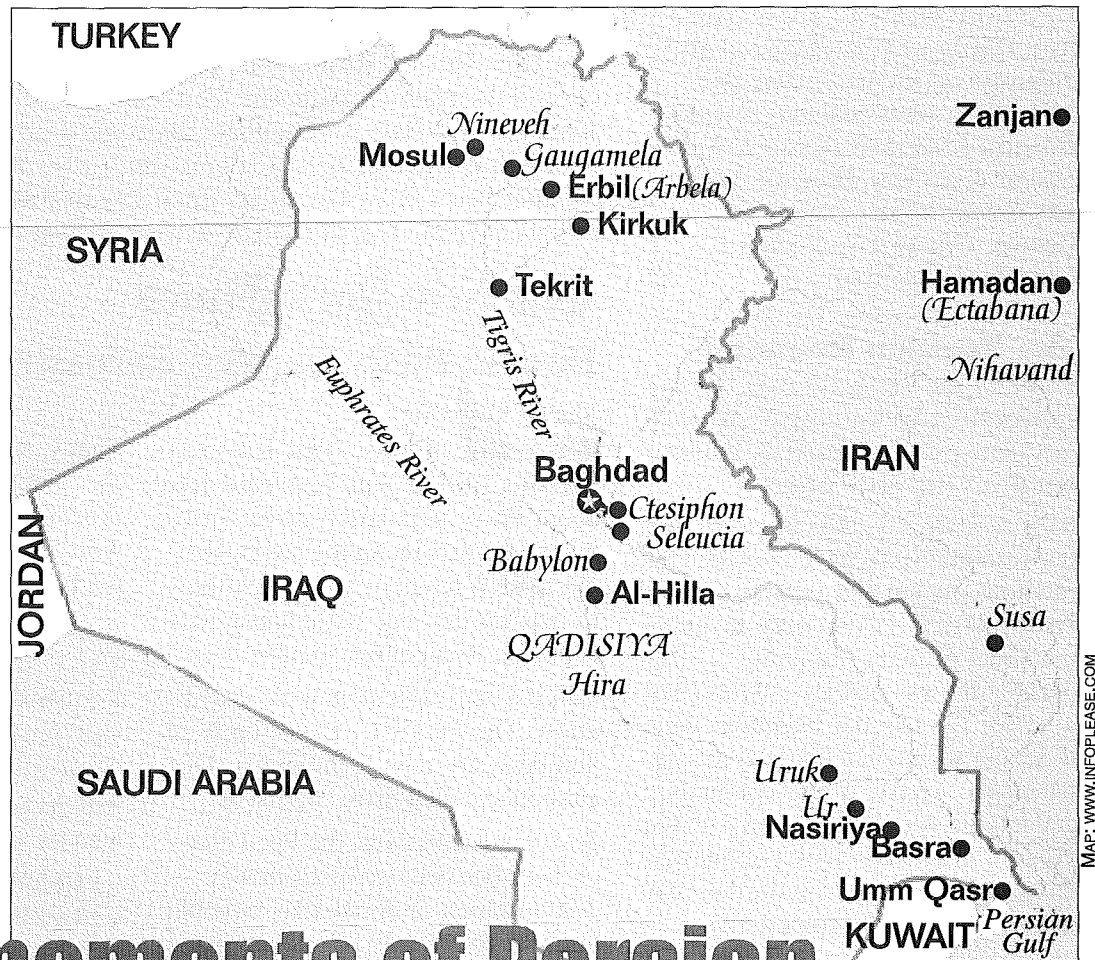 TURKEY
Zanjan
Nineveh
Mosul
Gaugamela
Erbil (Arbela)
Kirkuk
SYRIA
Tekrit
Hamadan
(Ectabana)
Tigris River
Euphrates River
Nihavand
IRAN
Baghdad
Ctesiphon
Seleucia
Babylon
Al-Hilla
IRAQ
JORDAN
QADISIYA
Hira
Susa
SAUDI ARABIA
Uruk
Ur
Nasiriya
Basra
Umm Qasr
KUWAIT
Persian
Gulf
MAP: WWW.INFOPLEASE.COM
of Persian